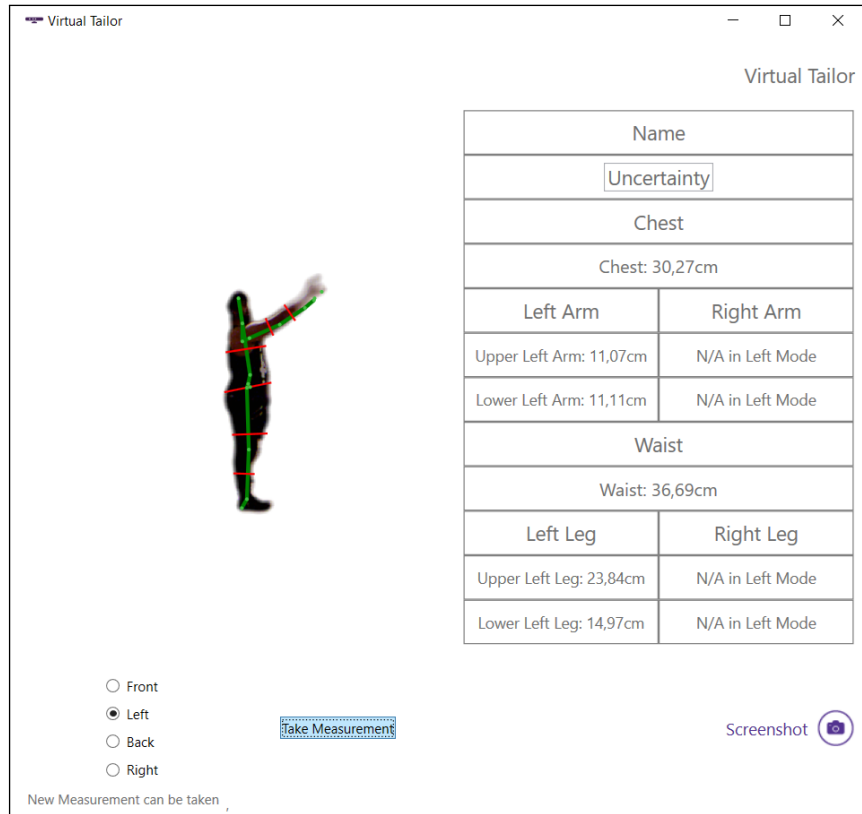 Virtual Tailor
Virtual Tailor
Name
Uncertainty
Chest
Chest: 30,27cm
Left Arm
Right Arm
Upper Left Arm: 11,07cm
N/A in Left Mode
Lower Left Arm: 11,11cm
N/A in Left Mode
Waist
Waist: 36,69cm
Left Leg
Right Leg
Upper Left Leg: 23,84cm
N/A in Left Mode
Lower Left Leg: 14,97cm
N/A in Left Mode
Front
Left
Back
Right
Take Measurement
Screenshot
New Measurement can be taken ,